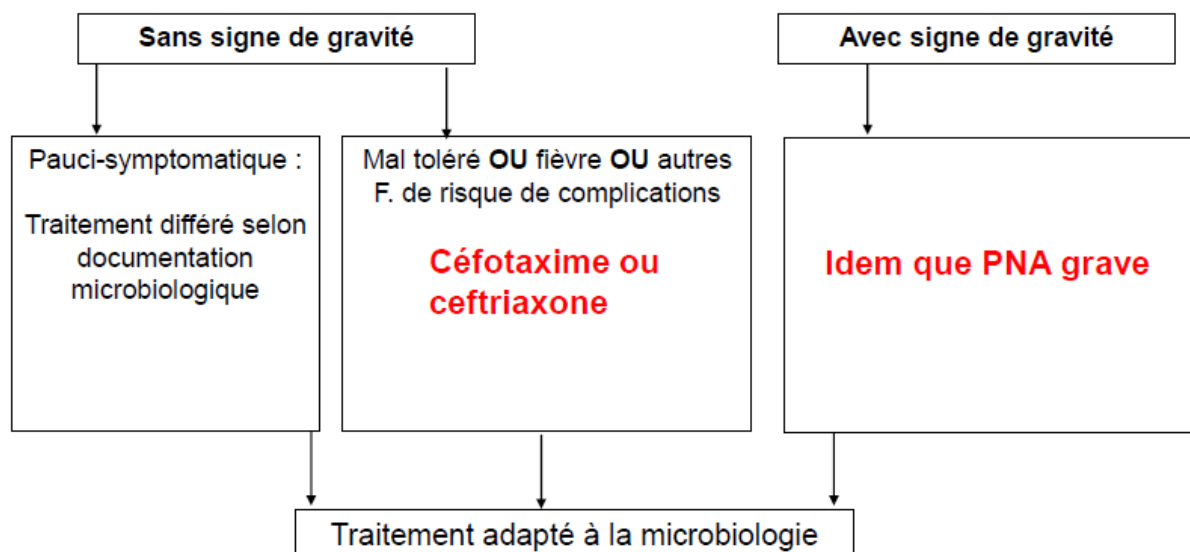 Sans signe de gravité
Avec signe de gravité
Pauci-symptomatique :
Traitement différé selon
documentation
microbiologique
Mal toléré OU fièvre OU autres
F. de risque de complications
Céfotaxime ou
ceftriaxone
Idem que PNA grave
Traitement adapté à la microbiologie